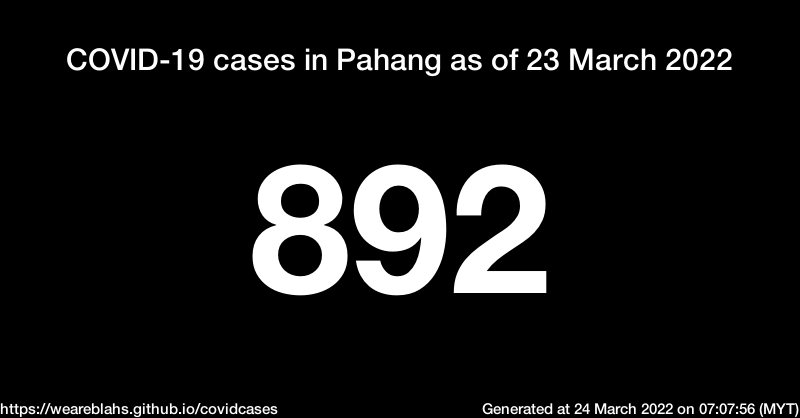 COVID-19 cases in Pahang as of 23 March 2022
892
https://weareblahs.github.io/covidcases
Generated at 24 March 2022 on 07:07:56 (MYT)